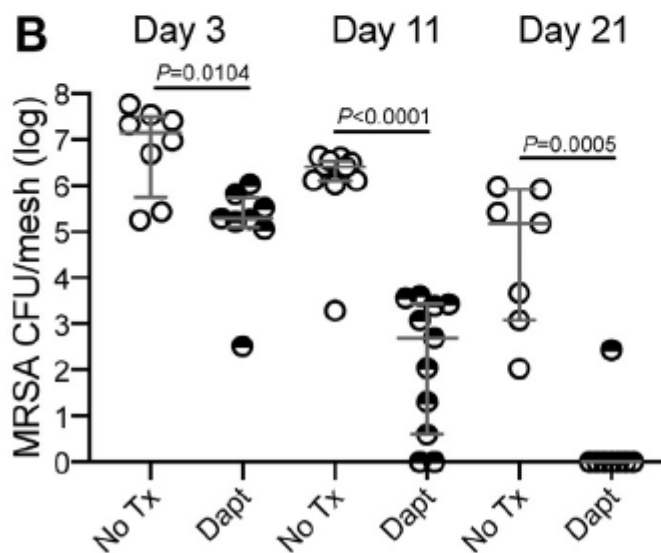 B
Day 3 Day 11 Day 21
P=0.0104
P<0.0001
P=0.0005
MRSA CFU/mesh (log)
8
7
6
5
4
3
2
1
0
No Tx Dapt No Tx Dapt No Tx Dapt